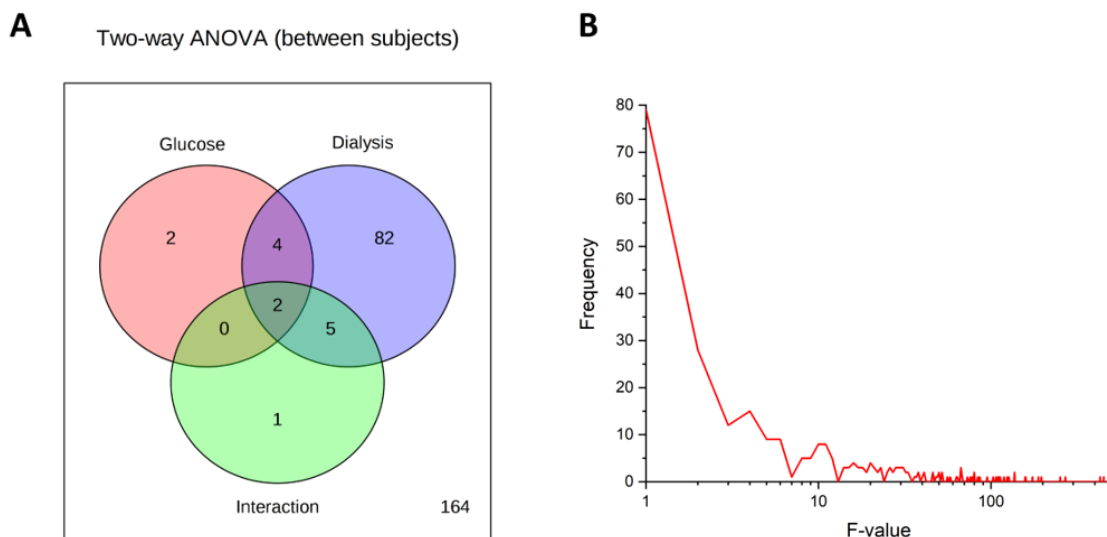 A
Two-way ANOVA (between subjects)
Glucose
Dialysis
2
4
82
2
0
5
1
Interaction
164
B
80
70
60
50
40
30
20
10
0
Frequency
1
10
100
F-value